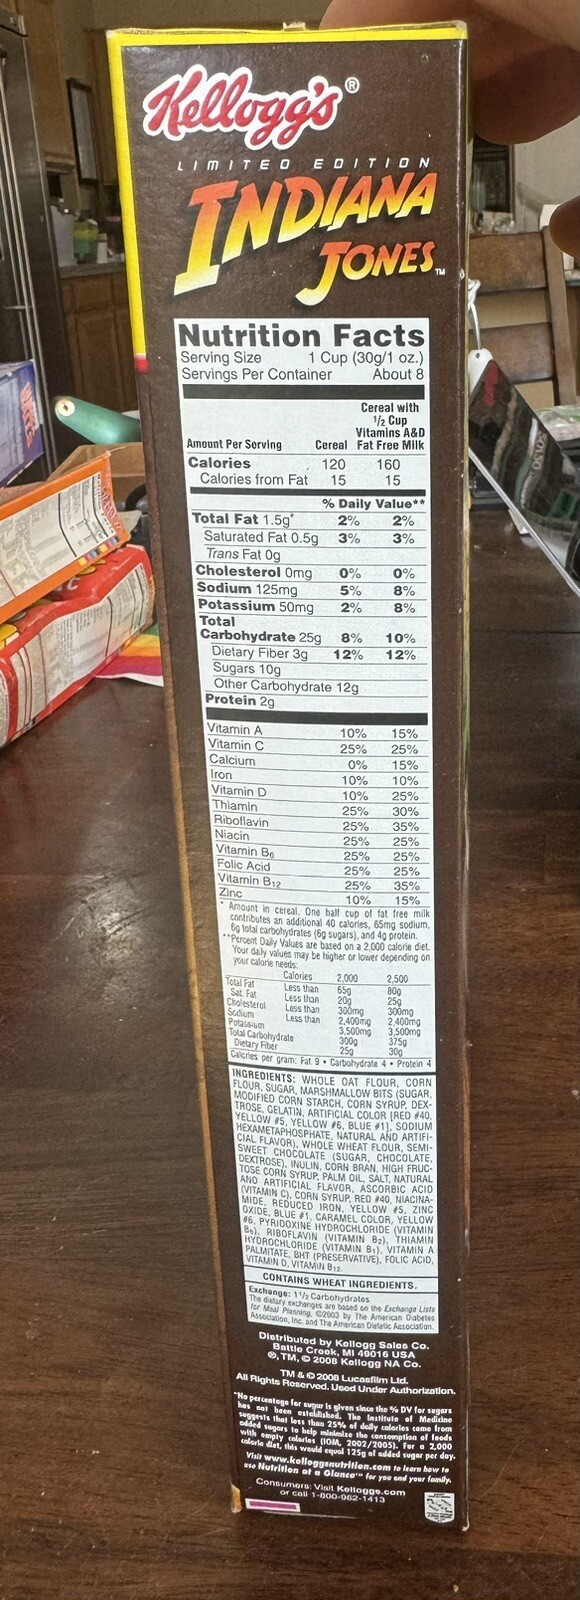 Kellogg's®
LIMITED EDITION
INDIANA
JONES™
Nutrition Facts
Serving Size 1 Cup (30g/1 oz.)
Servings Per Container About 8
Cereal with
1/2 Cup
Vitamins A&D
Amount Per Serving Cereal Fat Free Milk
Calories 120 160
Calories from Fat 15 15
% Daily Value**
Total Fat 1.5g* 2% 2%
Saturated Fat 0.5g 3% 3%
Trans Fat 0g
Cholesterol 0mg 0% 0%
Sodium 125mg 5% 8%
Potassium 50mg 2% 8%
Total
Carbohydrate 25g 8% 10%
Dietary Fiber 3g 12% 12%
Sugars 10g
Other Carbohydrate 12g
Protein 2g
Vitamin A 10% 15%
Vitamin C 25% 25%
Calcium 0% 15%
Iron 10% 10%
Vitamin D 10% 25%
Thiamin 25% 30%
Riboflavin 25% 35%
Niacin 25% 25%
Vitamin B6 25% 25%
Folic Acid 25% 25%
Vitamin B12 25% 35%
Zinc 10% 15%
* Amount in cereal. One half cup of fat free milk
contributes an additional 40 calories, 65mg sodium,
6g total carbohydrates (6g sugars), and 4g protein.
**Percent Daily Values are based on a 2,000 calorie diet.
Your daily values may be higher or lower depending on
your calorie needs:
Calories 2,000 2,500
Total Fat Less than 65g 80g
Sat. Fat Less than 20g 25g
Cholesterol Less than 300mg 300mg
Sodium Less than 2,400mg 2,400mg
Potassium 3,500mg 3,500mg
Total Carbohydrate 300g 375g
Dietary Fiber 25g 30g
Calories per gram: Fat 9 • Carbohydrate 4 • Protein 4
INGREDIENTS: WHOLE OAT FLOUR, CORN
FLOUR, SUGAR, MARSHMALLOW BITS (SUGAR,
MODIFIED CORN STARCH, CORN SYRUP, DEX-
TROSE, GELATIN, ARTIFICIAL COLOR [RED #40,
YELLOW #5, YELLOW #6, BLUE #1], SODIUM
HEXAMETAPHOSPHATE, NATURAL AND ARTIFI-
CIAL FLAVOR), WHOLE WHEAT FLOUR, SEMI-
SWEET CHOCOLATE (SUGAR, CHOCOLATE,
DEXTROSE), INULIN, CORN BRAN, HIGH FRUC-
TOSE CORN SYRUP, PALM OIL, SALT, NATURAL
AND ARTIFICIAL FLAVOR, ASCORBIC ACID
(VITAMIN C), CORN SYRUP, RED #40, NIACINA-
MIDE, REDUCED IRON, YELLOW #5, ZINC
OXIDE, BLUE #1, CARAMEL COLOR, YELLOW
#6, PYRIDOXINE HYDROCHLORIDE (VITAMIN
B6), RIBOFLAVIN (VITAMIN B2), THIAMIN
HYDROCHLORIDE (VITAMIN B1), VITAMIN A
PALMITATE, BHT (PRESERVATIVE), FOLIC ACID,
VITAMIN D, VITAMIN B12.
CONTAINS WHEAT INGREDIENTS.
Exchange: 1 1/2 Carbohydrates
The dietary exchanges are based on the Exchange Lists
for Meal Planning, ©2003 by The American Diabetes
Association, Inc. and The American Dietetic Association.
Distributed by Kellogg Sales Co.
Battle Creek, MI 49016 USA
®, TM, © 2008 Kellogg NA Co.
TM & © 2008 Lucasfilm Ltd.
All Rights Reserved. Used Under Authorization.
"No percentage for sugar is given since the % DV for sugars
has not been established. The Institute of Medicine
suggests that less than 25% of daily calories come from
added sugars to help minimize the consumption of foods
with empty calories (IOM, 2002/2005). For a 2,000
calorie diet, this would equal 125g of added sugar per day.
Visit www.kelloggsnutrition.com to learn how to
use Nutrition at a Glance™ for you and your family.
Consumers: Visit Kelloggs.com
or call 1-800-962-1413